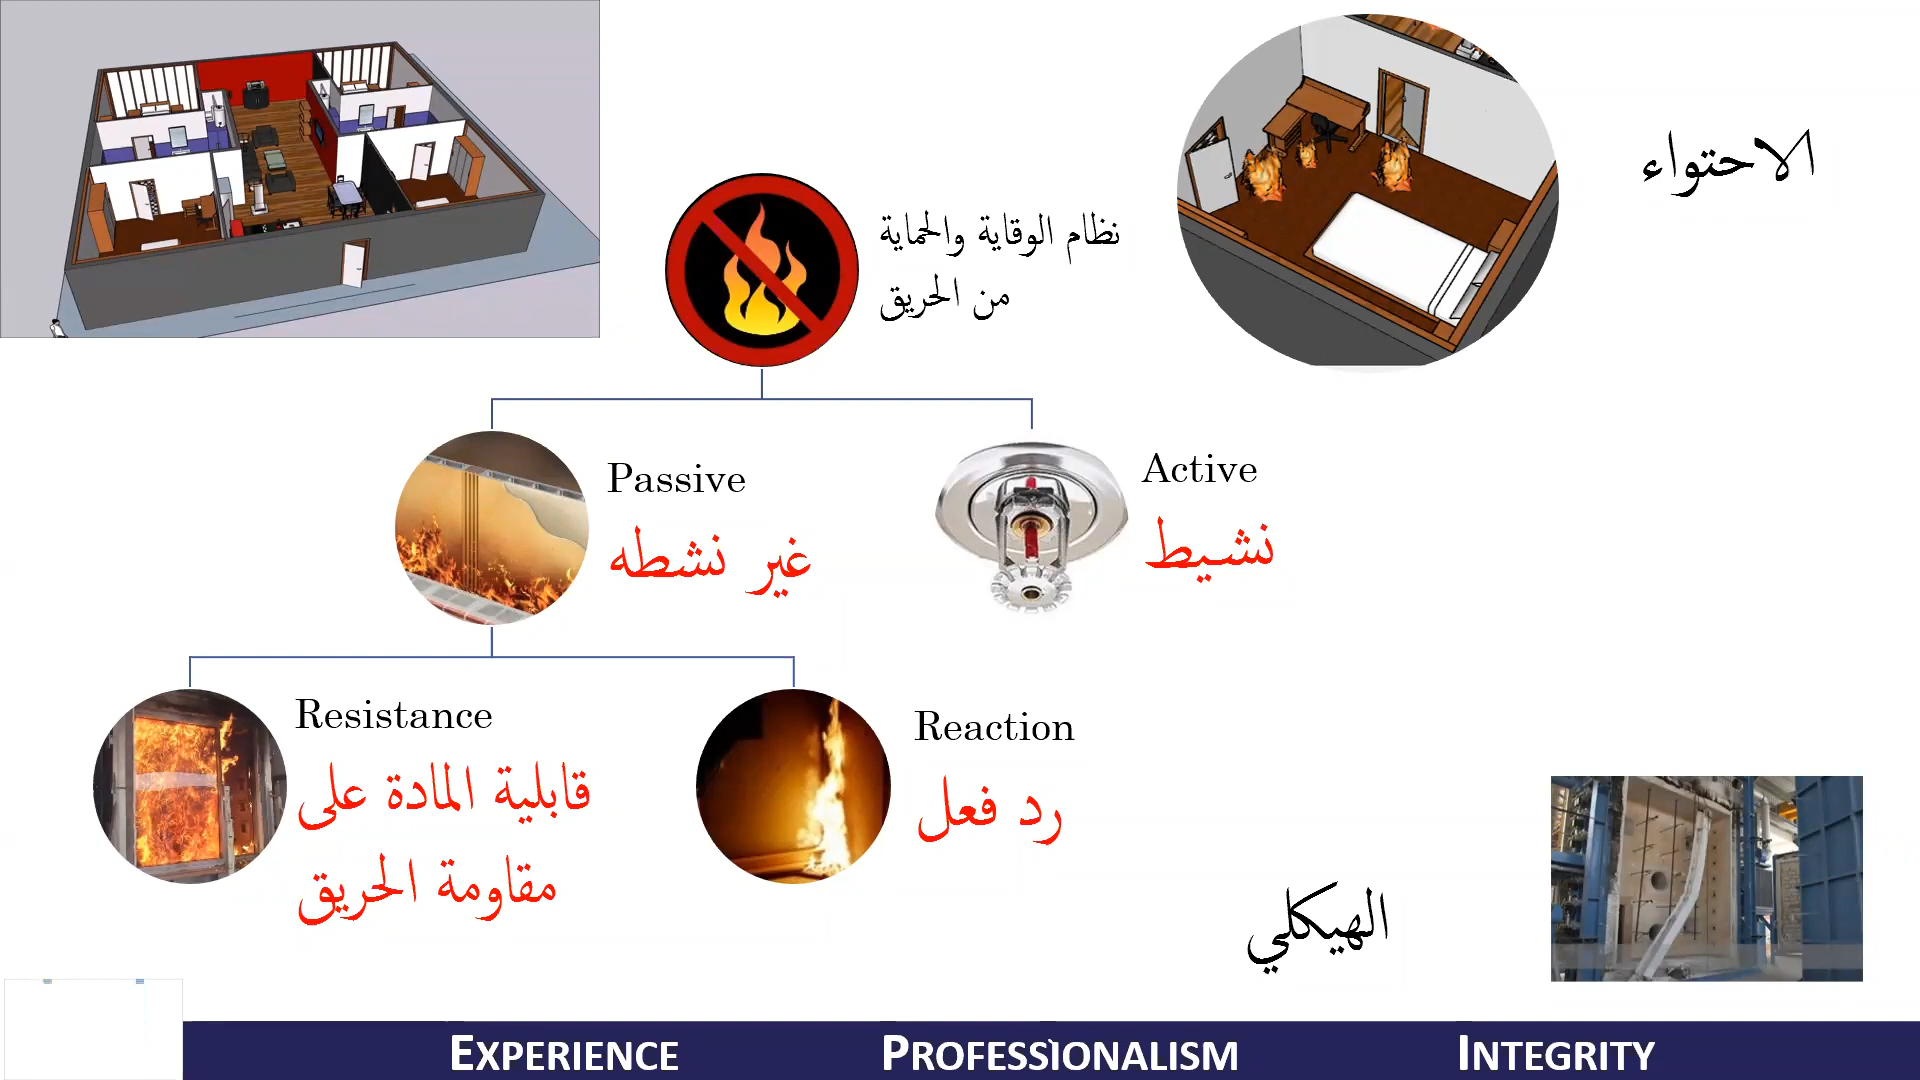 الاحتواء
نظام الوقاية والحماية
من الحريق
Passive
غير نشطه
Active
نشيط
Resistance
قابلية المادة على
مقاومة الحريق
Reaction
رد فعل
الهيكلي
EXPERIENCE
PROFESSIONALISM
INTEGRITY